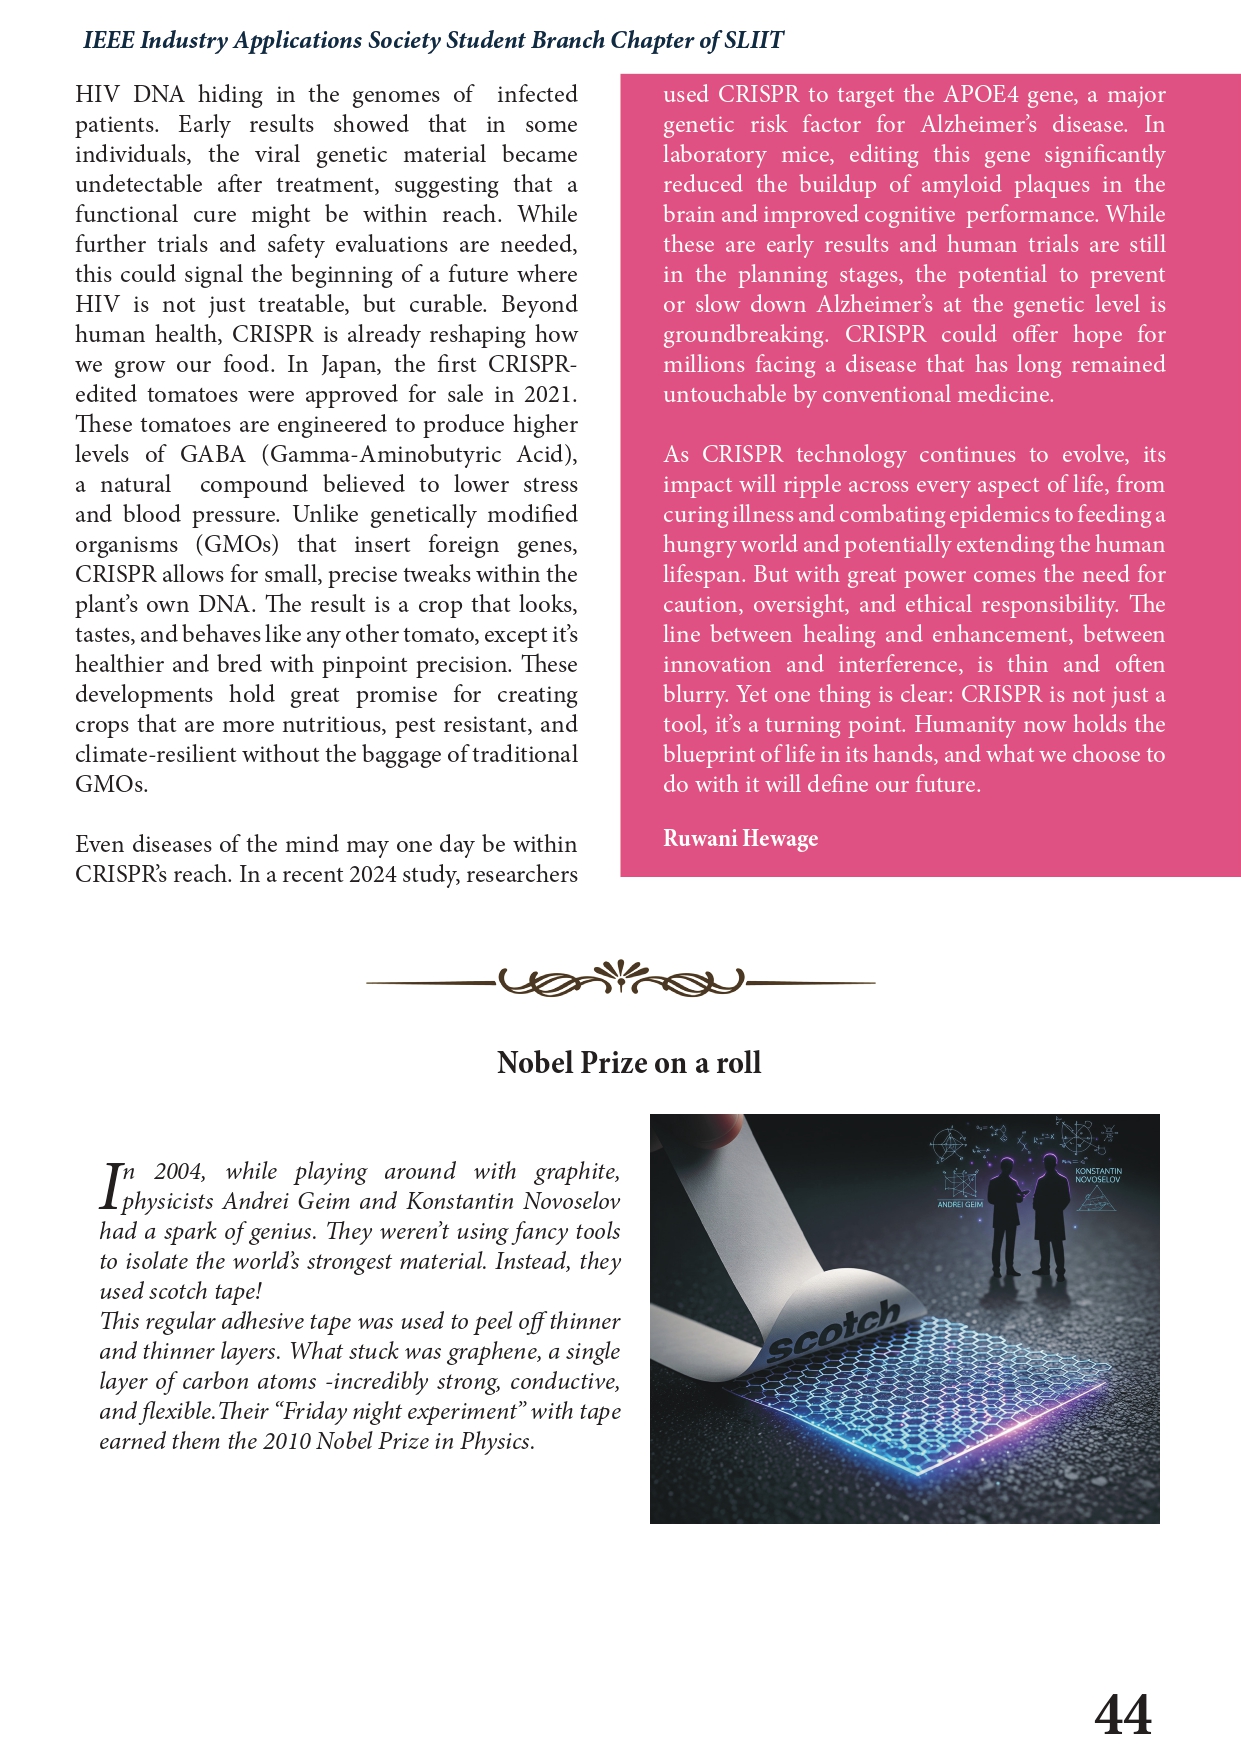 IEEE Industry Applications Society Student Branch Chapter of SLIIT
HIV DNA hiding in the genomes of infected
patients. Early results showed that in some
individuals, the viral genetic material became
undetectable after treatment, suggesting that a
functional cure might be within reach. While
further trials and safety evaluations are needed,
this could signal the beginning of a future where
HIV is not just treatable, but curable. Beyond
human health, CRISPR is already reshaping how
we grow our food. In Japan, the first CRISPR-
edited tomatoes were approved for sale in 2021.
These tomatoes are engineered to produce higher
levels of GABA (Gamma-Aminobutyric Acid),
a natural compound believed to lower stress
and blood pressure. Unlike genetically modified
organisms (GMOs) that insert foreign genes,
CRISPR allows for small, precise tweaks within the
plant's own DNA. The result is a crop that looks,
tastes, and behaves like any other tomato, except it's
healthier and bred with pinpoint precision. These
developments hold great promise for creating
crops that are more nutritious, pest resistant, and
climate-resilient without the baggage of traditional
GMOs.
Even diseases of the mind may one day be within
CRISPR's reach. In a recent 2024 study, researchers
used CRISPR to target the APOE4 gene, a major
genetic risk factor for Alzheimer's disease. In
laboratory mice, editing this gene significantly
reduced the buildup of amyloid plaques in the
brain and improved cognitive performance. While
these are early results and human trials are still
in the planning stages, the potential to prevent
or slow down Alzheimer's at the genetic level is
groundbreaking. CRISPR could offer hope for
millions facing a disease that has long remained
untouchable by conventional medicine.
As CRISPR technology continues to evolve, its
impact will ripple across every aspect of life, from
curing illness and combating epidemics to feeding a
hungry world and potentially extending the human
lifespan. But with great power comes the need for
caution, oversight, and ethical responsibility. The
line between healing and enhancement, between
innovation and interference, is thin and often
blurry. Yet one thing is clear: CRISPR is not just a
tool, it's a turning point. Humanity now holds the
blueprint of life in its hands, and what we choose to
do with it will define our future.
Ruwani Hewage
Nobel Prize on a roll
In 2004, while playing around with graphite,
physicists Andrei Geim and Konstantin Novoselov
had a spark of genius. They weren't using fancy tools
to isolate the world's strongest material. Instead, they
used scotch tape!
This regular adhesive tape was used to peel off thinner
and thinner layers. What stuck was graphene, a single
layer of carbon atoms -incredibly strong, conductive,
and flexible.Their “Friday night experiment” with tape
earned them the 2010 Nobel Prize in Physics.
KONSTANTIN
NOVOSELOV
ANDREI GEIM
scotch
44